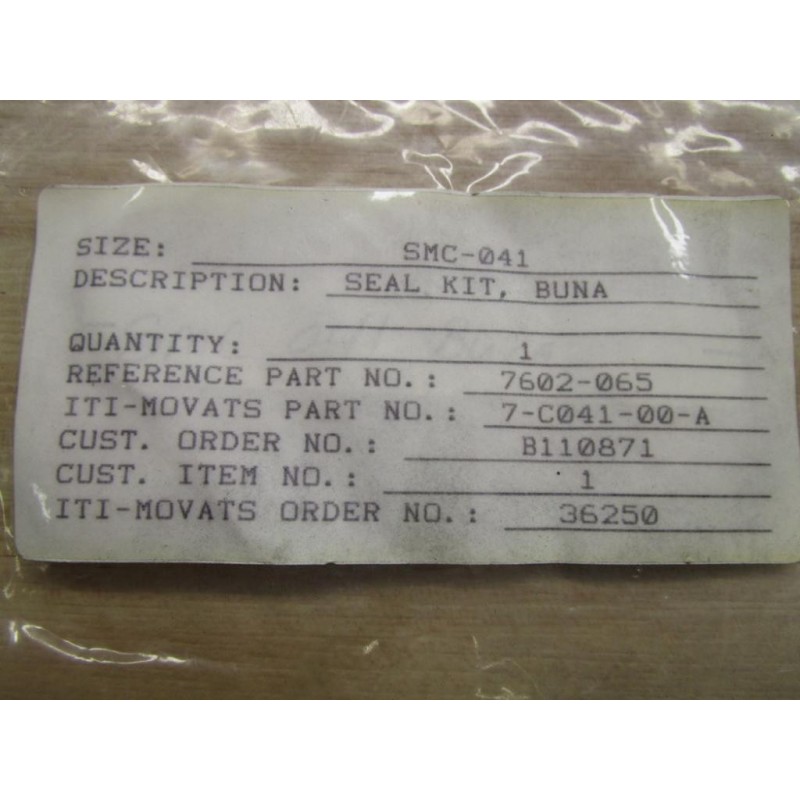 SIZE: SMC-041
DESCRIPTION: SEAL KIT, BUNA
QUANTITY: 1
REFERENCE PART NO.: 7602-065
ITI-MOVATS PART NO.: 7-C041-00-A
CUST. ORDER NO.: B110871
CUST. ITEM NO.: 1
ITI-MOVATS ORDER NO.: 36250